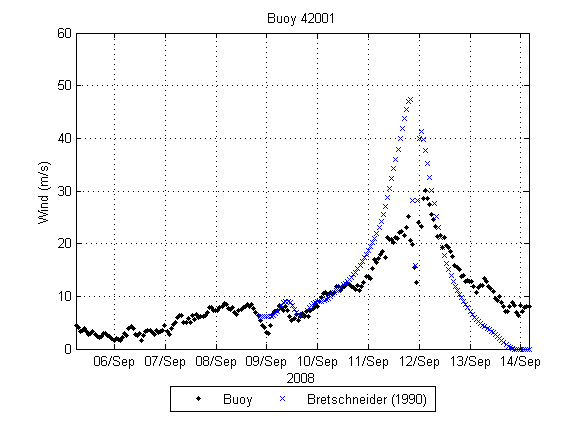 Buoy 42001
60
50
40
30
20
10
0
Wind (m/s)
06/Sep 07/Sep 08/Sep 09/Sep 10/Sep 11/Sep 12/Sep 13/Sep 14/Sep
2008
Buoy Bretschneider (1990)